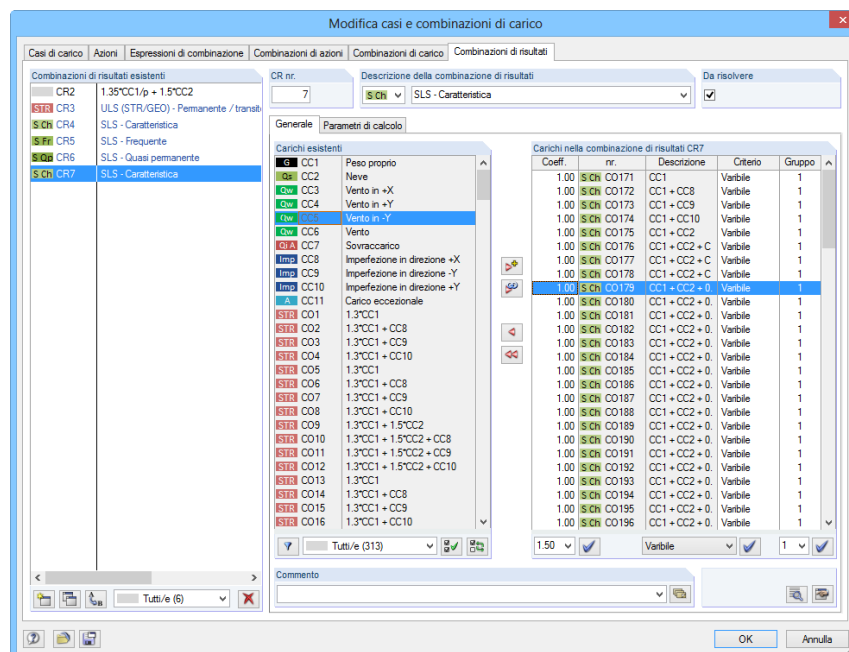 Modifica casi e combinazioni di carico
Casi di carico Azioni Espressioni di combinazione Combinazioni di azioni Combinazioni di carico Combinazioni di risultati
Combinazioni di risultati esistenti
CR2 1.35*CC1/p + 1.5*CC2
STR CR3 ULS (STR/GEO) - Permanente / transit
S Ch CR4 SLS - Caratteristica
S Fr CR5 SLS - Frequente
S Qp CR6 SLS - Quasi permanente
S Ch CR7 SLS - Caratteristica
Tutti/e (6)
CR nr.
7
Descrizione della combinazione di risultati
S Ch SLS - Caratteristica
Da risolvere
Generale Parametri di calcolo
Carichi esistenti
G CC1 Peso proprio
Qs CC2 Neve
Qw CC3 Vento in +X
Qw CC4 Vento in +Y
Qw CC5 Vento in -Y
Qw CC6 Vento
Qi A CC7 Sovraccarico
Imp CC8 Imperfezione in direzione +X
Imp CC9 Imperfezione in direzione -Y
Imp CC10 Imperfezione in direzione +Y
A CC11 Carico eccezionale
STR CO1 1.3*CC1
STR CO2 1.3*CC1 + CC8
STR CO3 1.3*CC1 + CC9
STR CO4 1.3*CC1 + CC10
STR CO5 1.3*CC1
STR CO6 1.3*CC1 + CC8
STR CO7 1.3*CC1 + CC9
STR CO8 1.3*CC1 + CC10
STR CO9 1.3*CC1 + 1.5*CC2
STR CO10 1.3*CC1 + 1.5*CC2 + CC8
STR CO11 1.3*CC1 + 1.5*CC2 + CC9
STR CO12 1.3*CC1 + 1.5*CC2 + CC10
STR CO13 1.3*CC1
STR CO14 1.3*CC1 + CC8
STR CO15 1.3*CC1 + CC9
STR CO16 1.3*CC1 + CC10
Tutti/e (313)
Carichi nella combinazione di risultati CR7
Coeff. nr. Descrizione Criterio Gruppo
1.00 S Ch CO171 CC1 Varibile 1
1.00 S Ch CO172 CC1 + CC8 Varibile 1
1.00 S Ch CO173 CC1 + CC9 Varibile 1
1.00 S Ch CO174 CC1 + CC10 Varibile 1
1.00 S Ch CO175 CC1 + CC2 Varibile 1
1.00 S Ch CO176 CC1 + CC2 + C Varibile 1
1.00 S Ch CO177 CC1 + CC2 + C Varibile 1
1.00 S Ch CO178 CC1 + CC2 + C Varibile 1
1.00 S Ch CO179 CC1 + CC2 + 0. Varibile 1
1.00 S Ch CO180 CC1 + CC2 + 0. Varibile 1
1.00 S Ch CO181 CC1 + CC2 + 0. Varibile 1
1.00 S Ch CO182 CC1 + CC2 + 0. Varibile 1
1.00 S Ch CO183 CC1 + CC2 + 0. Varibile 1
1.00 S Ch CO184 CC1 + CC2 + 0. Varibile 1
1.00 S Ch CO185 CC1 + CC2 + 0. Varibile 1
1.00 S Ch CO186 CC1 + CC2 + 0. Varibile 1
1.00 S Ch CO187 CC1 + CC2 + 0. Varibile 1
1.00 S Ch CO188 CC1 + CC2 + 0. Varibile 1
1.00 S Ch CO189 CC1 + CC2 + 0. Varibile 1
1.00 S Ch CO190 CC1 + CC2 + 0. Varibile 1
1.00 S Ch CO191 CC1 + CC2 + 0. Varibile 1
1.00 S Ch CO192 CC1 + CC2 + 0. Varibile 1
1.00 S Ch CO193 CC1 + CC2 + 0. Varibile 1
1.00 S Ch CO194 CC1 + CC2 + 0. Varibile 1
1.00 S Ch CO195 CC1 + CC2 + 0. Varibile 1
1.00 S Ch CO196 CC1 + CC2 + 0. Varibile 1
1.50 Varibile 1
Commento
OK Annulla